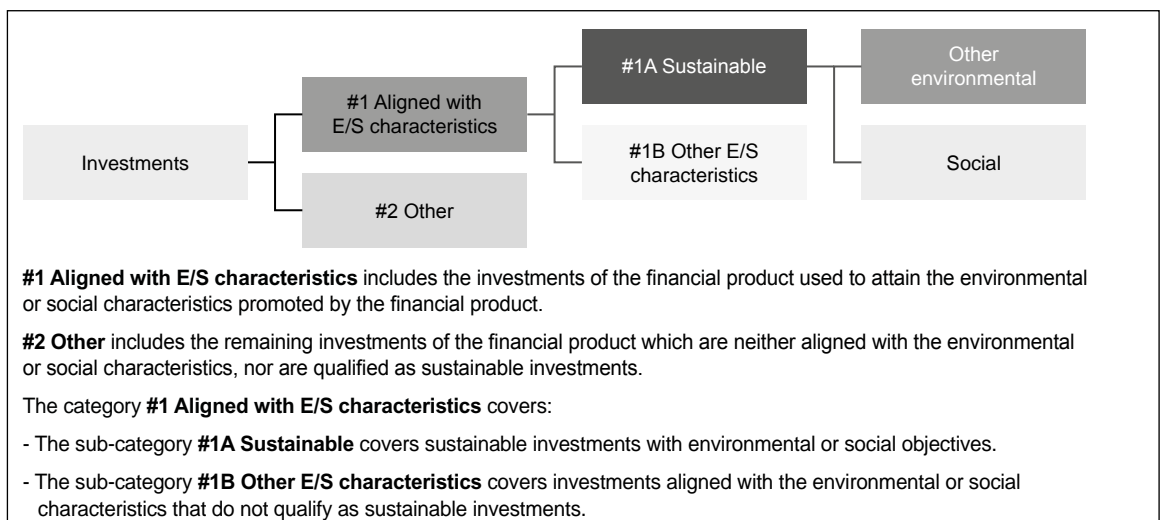 Investments
#1 Aligned with
E/S characteristics
#2 Other
#1A Sustainable
#1B Other E/S
characteristics
Other
environmental
Social
#1 Aligned with E/S characteristics includes the investments of the financial product used to attain the environmental
or social characteristics promoted by the financial product.
#2 Other includes the remaining investments of the financial product which are neither aligned with the environmental
or social characteristics, nor are qualified as sustainable investments.
The category #1 Aligned with E/S characteristics covers:
- The sub-category #1A Sustainable covers sustainable investments with environmental or social objectives.
- The sub-category #1B Other E/S characteristics covers investments aligned with the environmental or social
characteristics that do not qualify as sustainable investments.